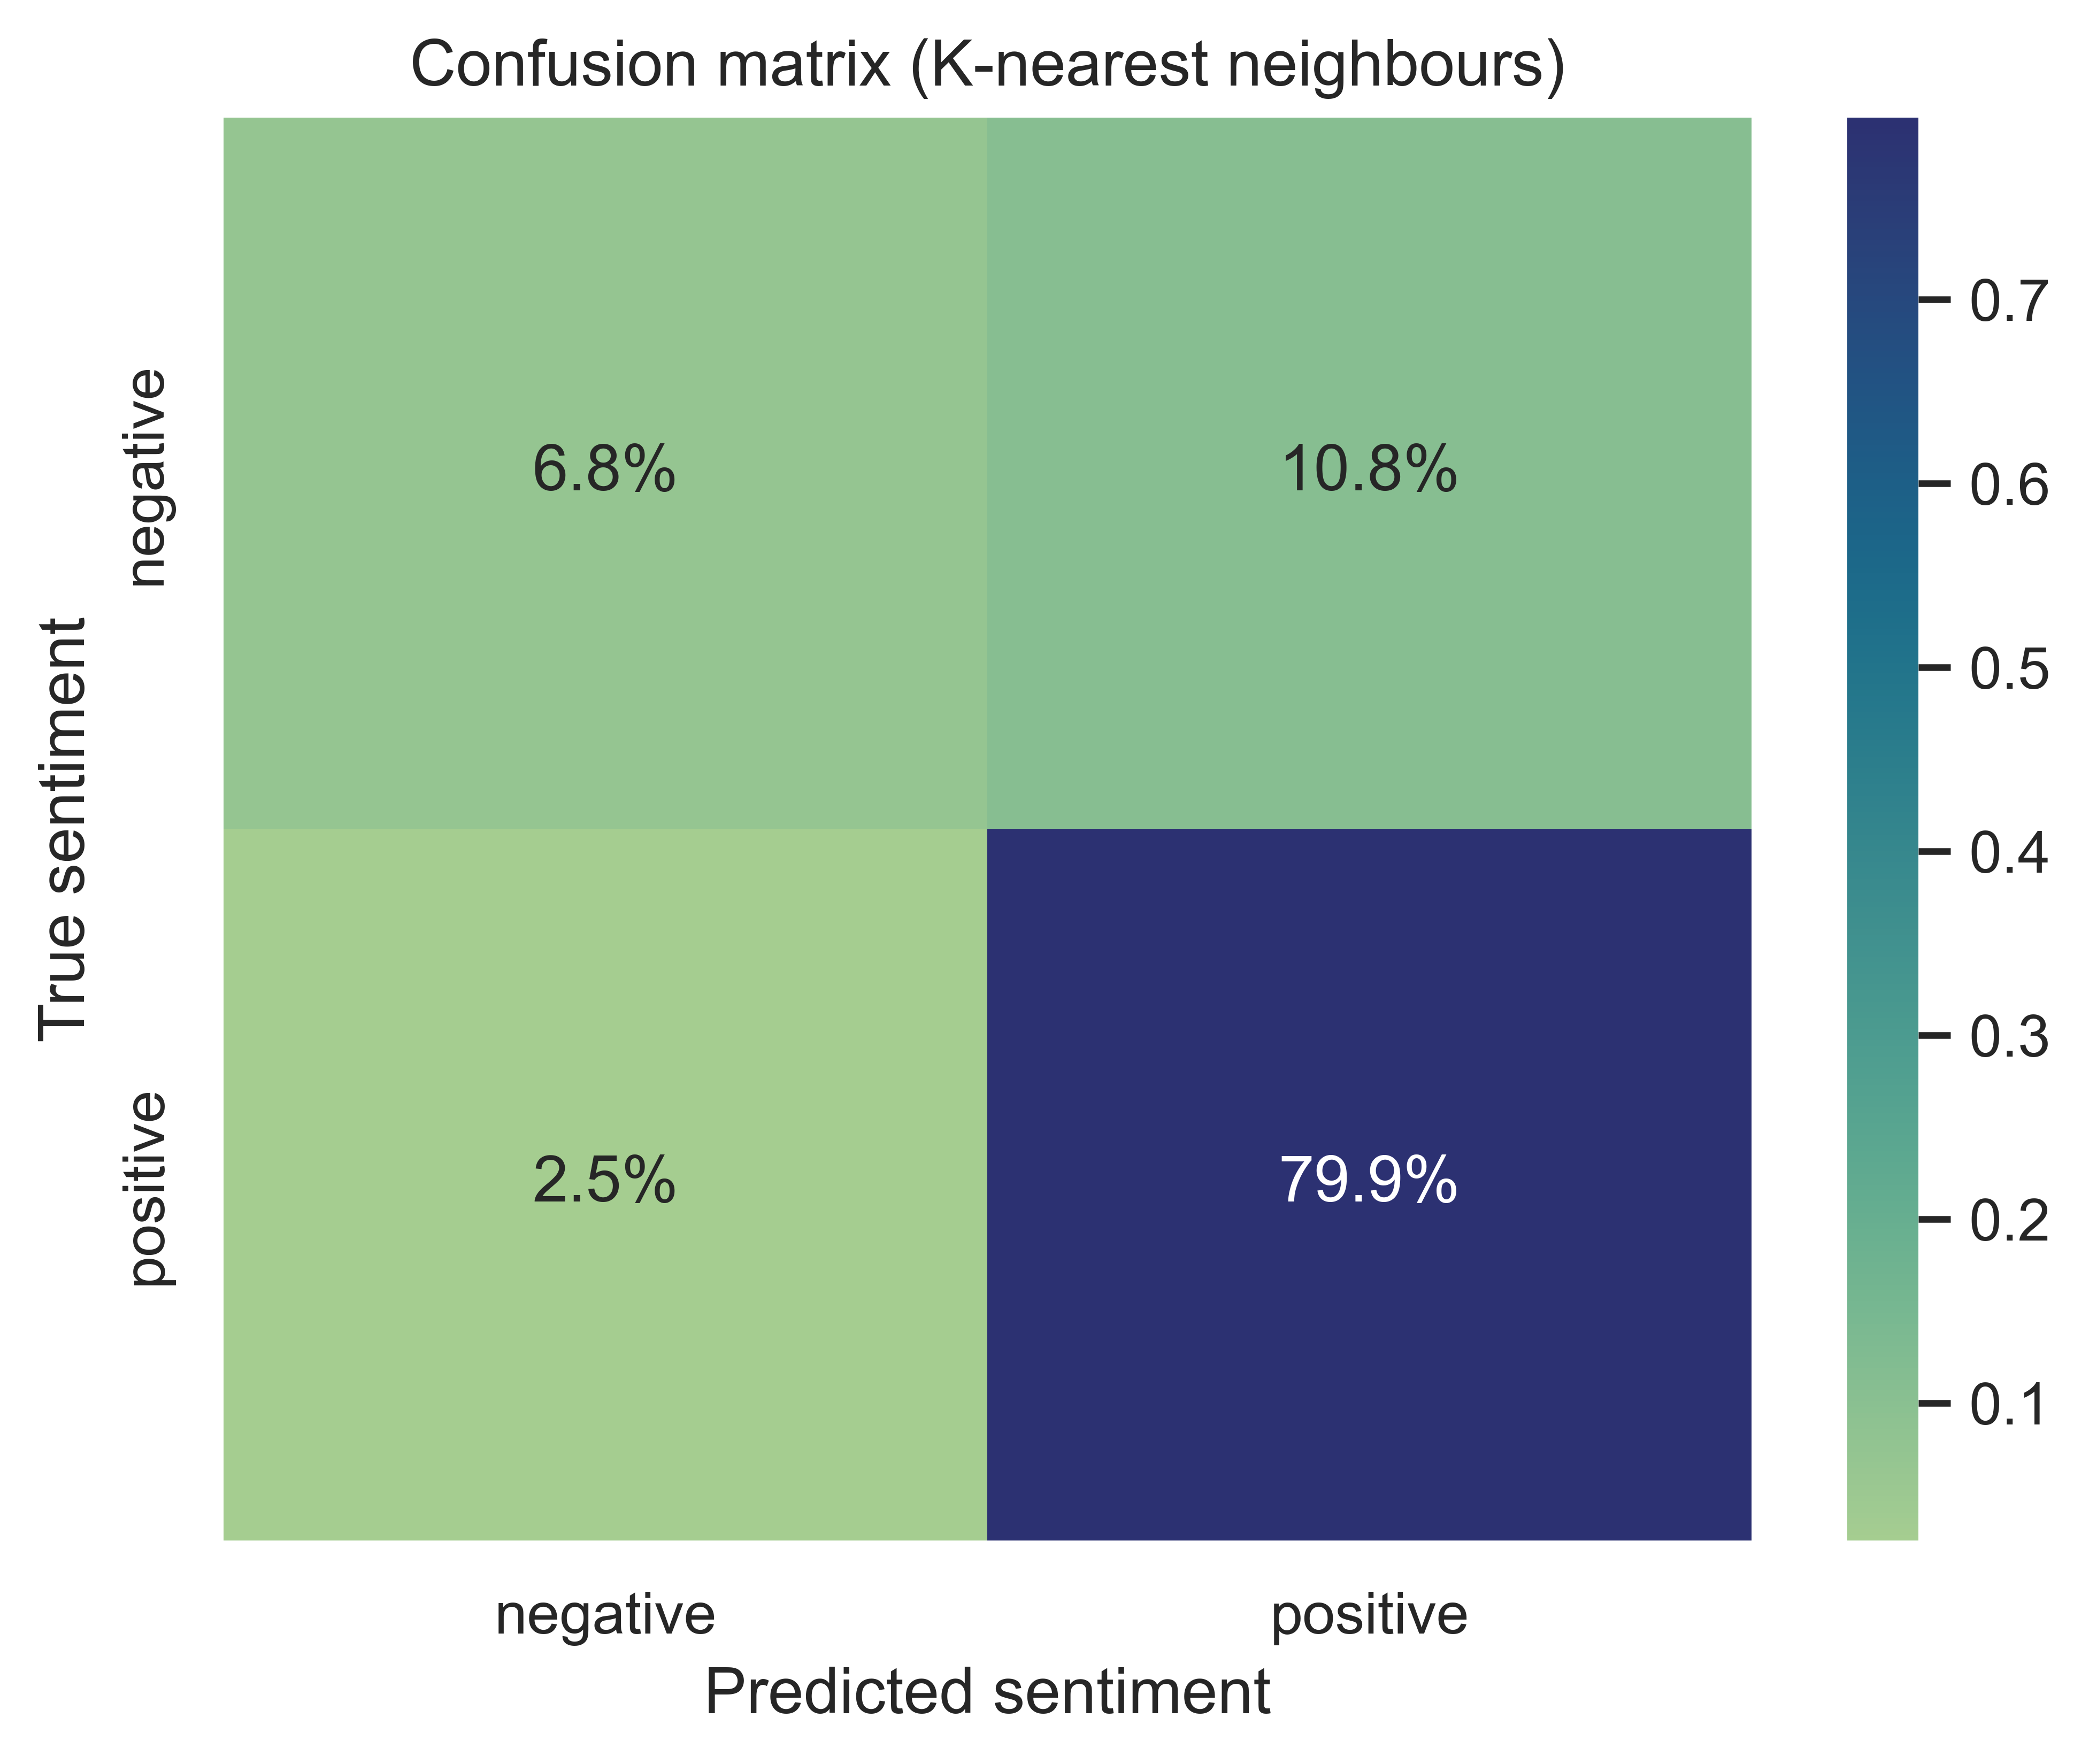 Confusion matrix (K-nearest neighbours)
True sentiment
negative
positive
6.8%
10.8%
2.5%
79.9%
negative
positive
Predicted sentiment
0.7
0.6
0.5
0.4
0.3
0.2
0.1